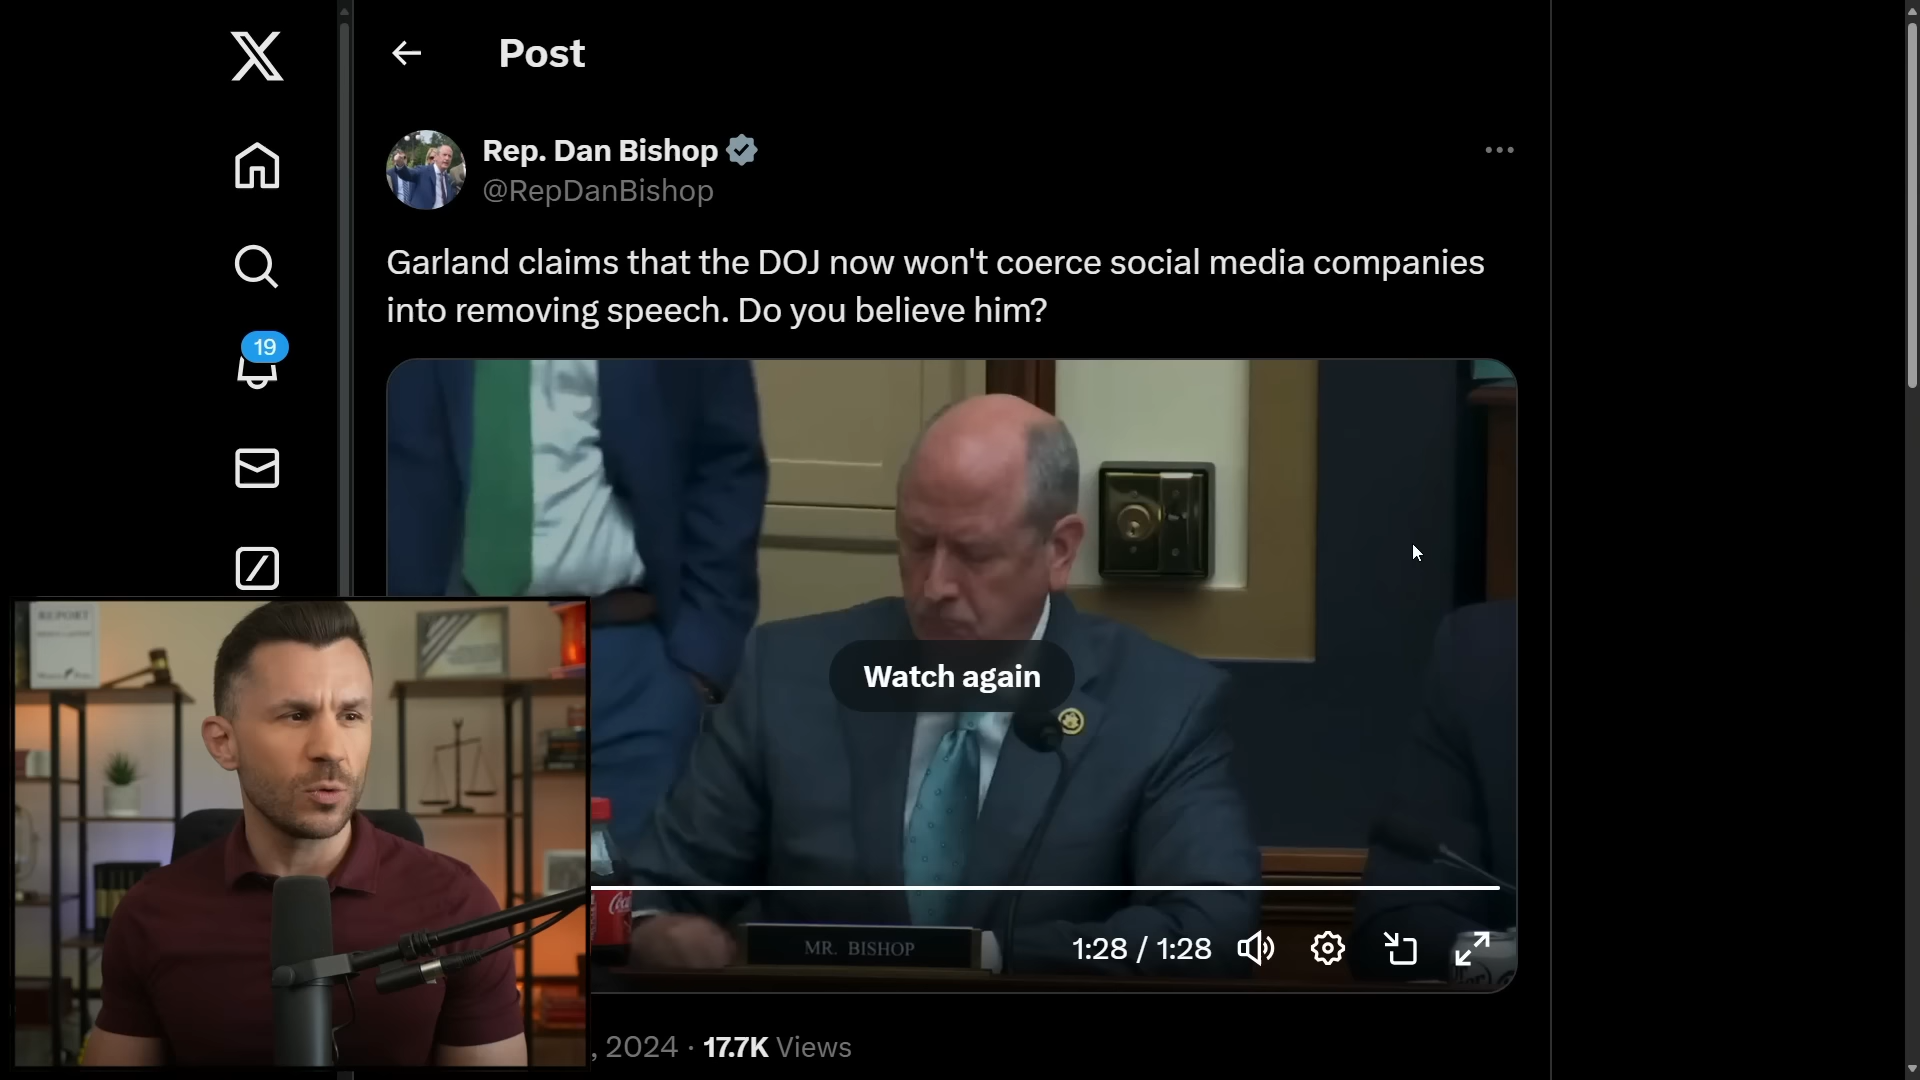 Post
Rep. Dan Bishop
@RepDanBishop
Garland claims that the DOJ now won't coerce social media companies
into removing speech. Do you believe him?
19
Watch again
REPORT
MR. BISHOP
1:28 / 1:28
, 2024 · 17.7K Views